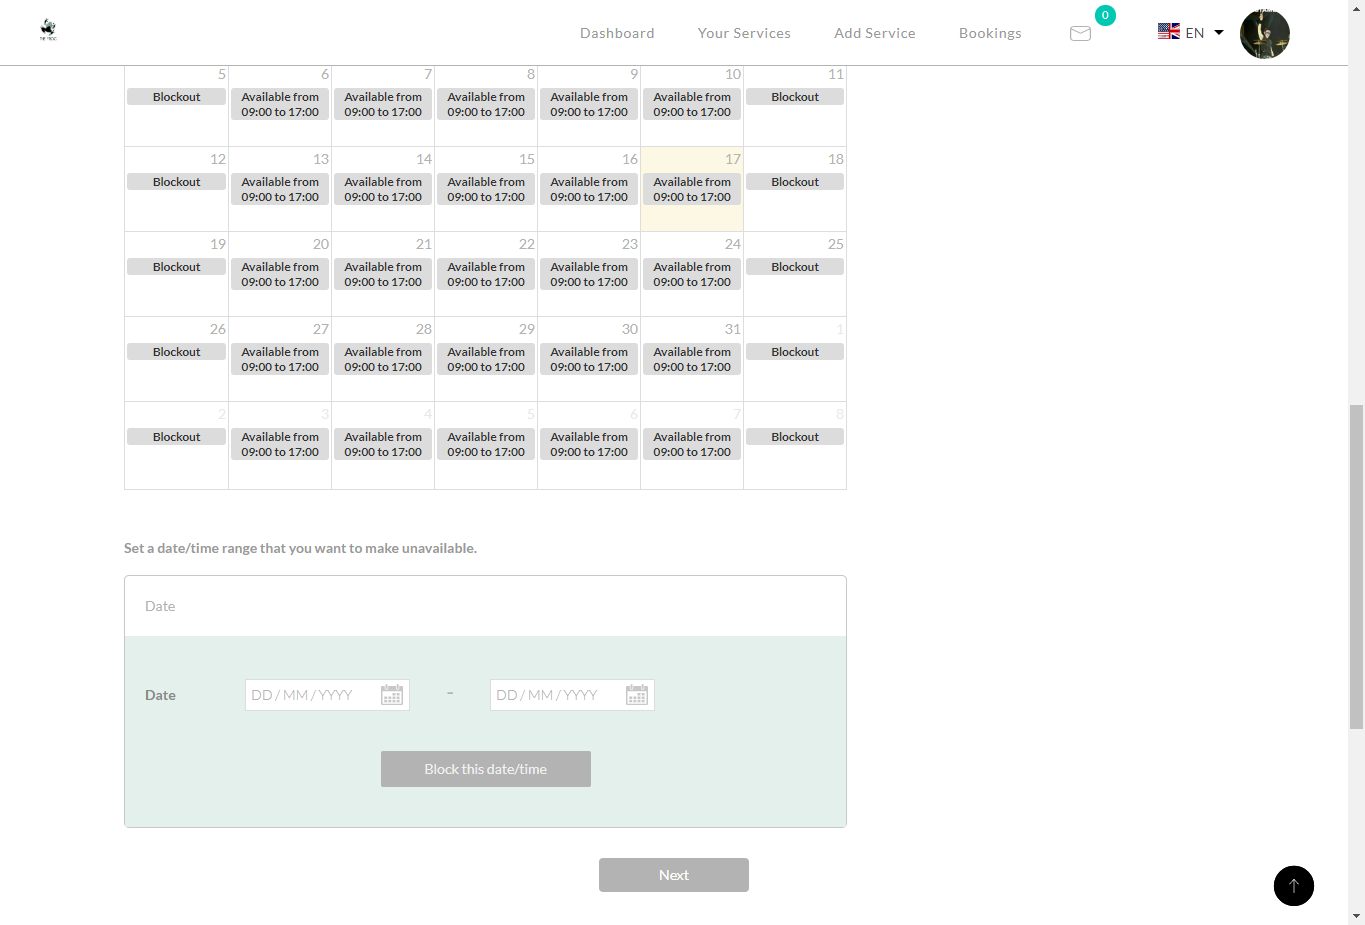 Dashboard Your Services Add Service Bookings 0 EN
5 6 7 8 9 10 11
Blockout Available from Available from Available from Available from Available from Blockout
09:00 to 17:00 09:00 to 17:00 09:00 to 17:00 09:00 to 17:00 09:00 to 17:00
12 13 14 15 16 17 18
Blockout Available from Available from Available from Available from Available from Blockout
09:00 to 17:00 09:00 to 17:00 09:00 to 17:00 09:00 to 17:00 09:00 to 17:00
19 20 21 22 23 24 25
Blockout Available from Available from Available from Available from Available from Blockout
09:00 to 17:00 09:00 to 17:00 09:00 to 17:00 09:00 to 17:00 09:00 to 17:00
26 27 28 29 30 31 1
Blockout Available from Available from Available from Available from Available from Blockout
09:00 to 17:00 09:00 to 17:00 09:00 to 17:00 09:00 to 17:00 09:00 to 17:00
2 3 4 5 6 7 8
Blockout Available from Available from Available from Available from Available from Blockout
09:00 to 17:00 09:00 to 17:00 09:00 to 17:00 09:00 to 17:00 09:00 to 17:00
Set a date/time range that you want to make unavailable.
Date
Date DD / MM / YYYY - DD / MM / YYYY
Block this date/time
Next